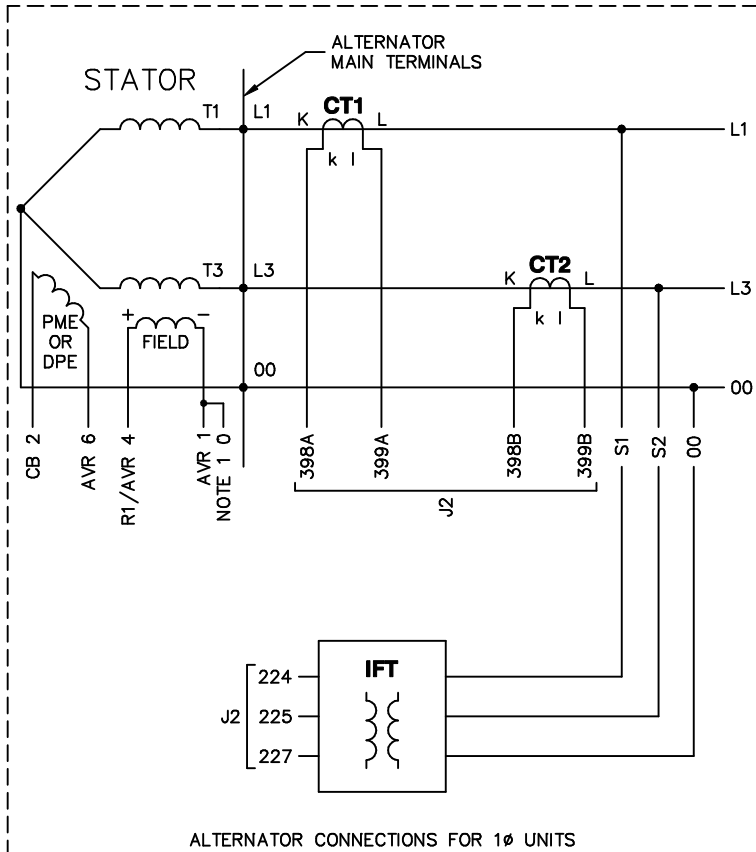 ALTERNATOR
MAIN TERMINALS
STATOR
T1
L1
K
CT1
L
L1
k l
T3
L3
K
CT2
L
L3
k l
PME
OR
DPE
+
−
FIELD
00
00
CB 2
AVR 6
R1/AVR 4
AVR 1
NOTE 1 0
398A
399A
398B
399B
J2
S1
S2
00
IFT
J2
224
225
227
ALTERNATOR CONNECTIONS FOR 1ø UNITS